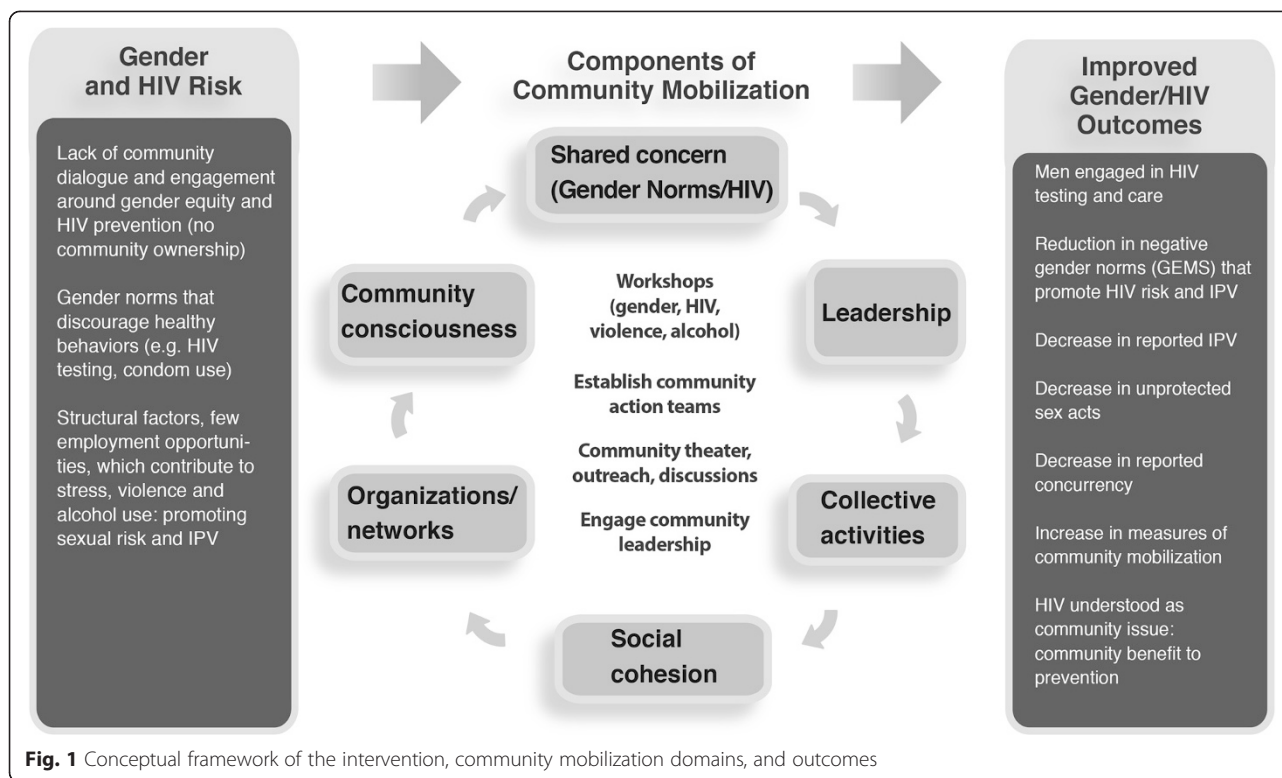 Gender
and HIV Risk
Lack of community
dialogue and engagement
around gender equity and
HIV prevention (no
community ownership)
Gender norms that
discourage healthy
behaviors (e.g. HIV
testing, condom use)
Structural factors, few
employment opportuni-
ties, which contribute to
stress, violence and
alcohol use: promoting
sexual risk and IPV
Components of
Community Mobilization
Shared concern
(Gender Norms/HIV)
Leadership
Collective
activities
Social
cohesion
Organizations/
networks
Community
consciousness
Workshops
(gender, HIV,
violence, alcohol)
Establish community
action teams
Community theater,
outreach, discussions
Engage community
leadership
Improved
Gender/HIV
Outcomes
Men engaged in HIV
testing and care
Reduction in negative
gender norms (GEMS) that
promote HIV risk and IPV
Decrease in reported IPV
Decrease in unprotected
sex acts
Decrease in reported
concurrency
Increase in measures of
community mobilization
HIV understood as
community issue:
community benefit to
prevention
Fig. 1 Conceptual framework of the intervention, community mobilization domains, and outcomes